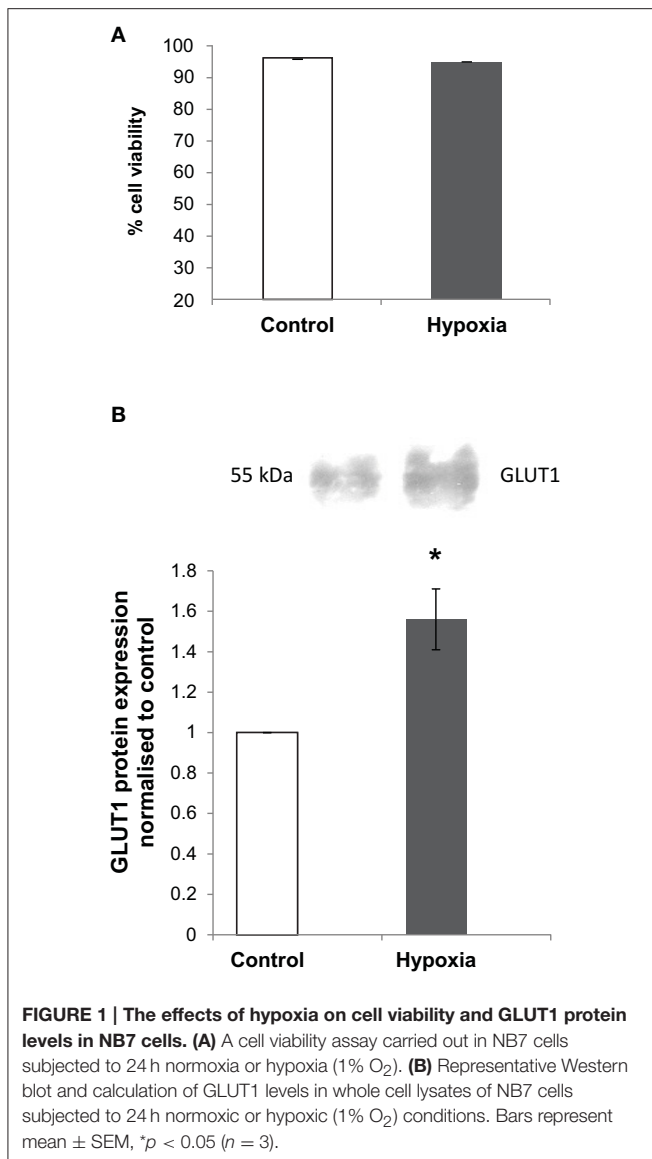 A
% cell viability
100
90
80
70
60
50
40
30
20
Control Hypoxia
B
55 kDa GLUT1
*
GLUT1 protein expression
normalised to control
1.8
1.6
1.4
1.2
1
0.8
0.6
0.4
0.2
0
Control Hypoxia
FIGURE 1 | The effects of hypoxia on cell viability and GLUT1 protein
levels in NB7 cells. (A) A cell viability assay carried out in NB7 cells
subjected to 24 h normoxia or hypoxia (1% O₂). (B) Representative Western
blot and calculation of GLUT1 levels in whole cell lysates of NB7 cells
subjected to 24 h normoxic or hypoxic (1% O₂) conditions. Bars represent
mean ± SEM, *p < 0.05 (n = 3).